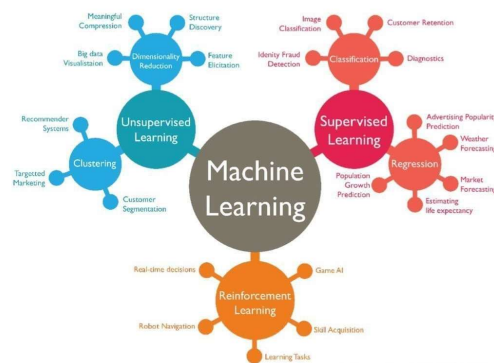 Meaningful
Compression
Structure
Discovery
Big data
Visualistaion
Dimensionality
Reduction
Feature
Elicitation
Unsupervised
Learning
Recommender
Systems
Clustering
Targetted
Marketing
Customer
Segmentation
Image
Classification
Customer Retention
Idenity Fraud
Detection
Classification
Diagnostics
Supervised
Learning
Advertising Popularity
Prediction
Weather
Forecasting
Regression
Population
Growth
Prediction
Market
Forecasting
Estimating
life expectancy
Machine
Learning
Real-time decisions
Game AI
Reinforcement
Learning
Robot Navigation
Skill Acquisition
Learning Tasks